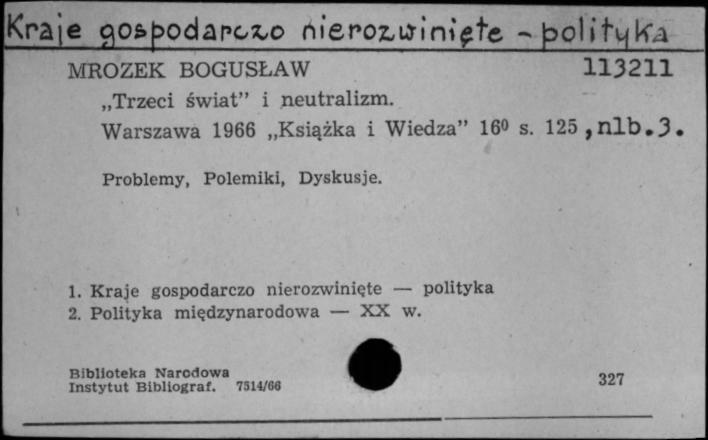 Kraje gospodarczo nierozwinięte - polityka
MROZEK BOGUSŁAW 113211
„Trzeci świat” i neutralizm.
Warszawa 1966 „Książka i Wiedza” 16º s. 125, nlb.3.
Problemy, Polemiki, Dyskusje.
1. Kraje gospodarczo nierozwinięte — polityka
2. Polityka międzynarodowa — XX w.
Biblioteka Narodowa
Instytut Bibliograf. 7514/66 327